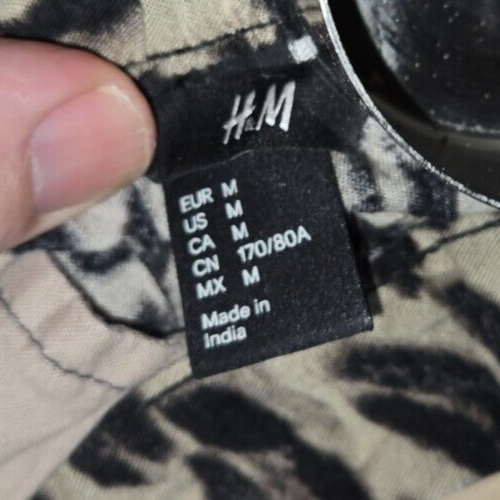 H&M
EUR M
US M
CA M
CN 170/80A
MX M
Made in
India